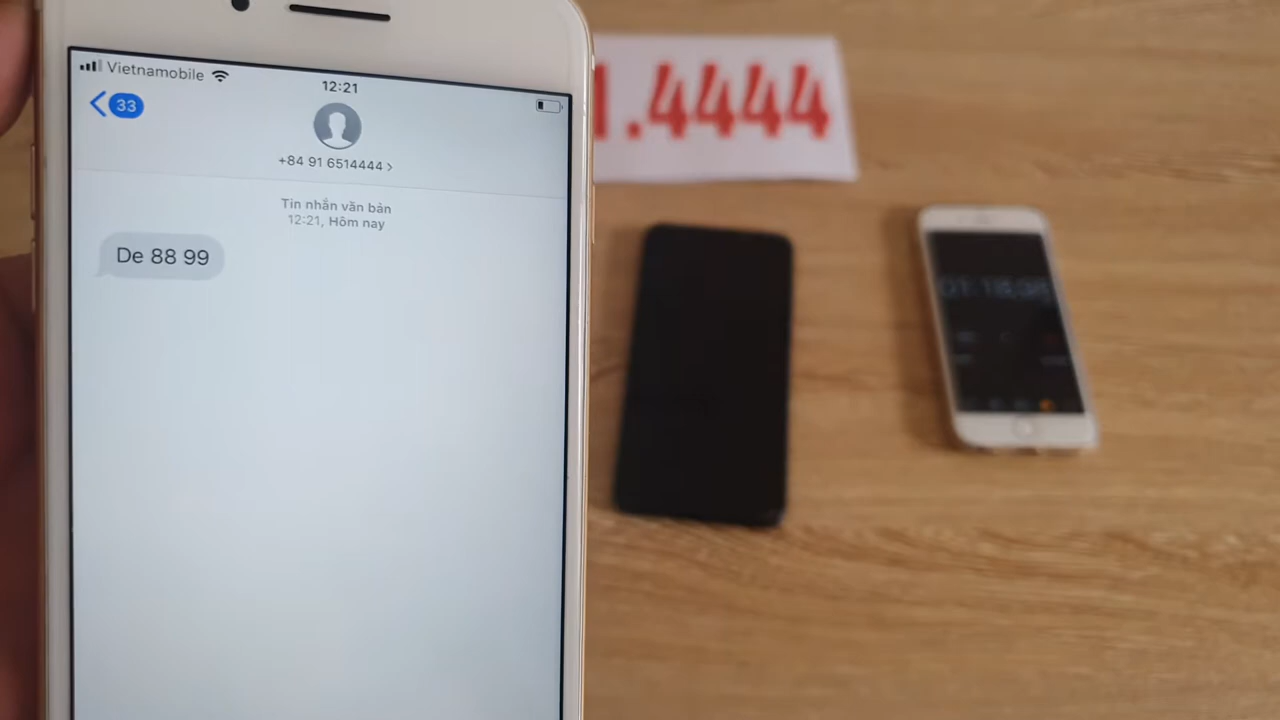 Vietnamobile
12:21
33
+84 91 6514444 >
Tin nhắn văn bản
12:21, Hôm nay
De 88 99
1.4444